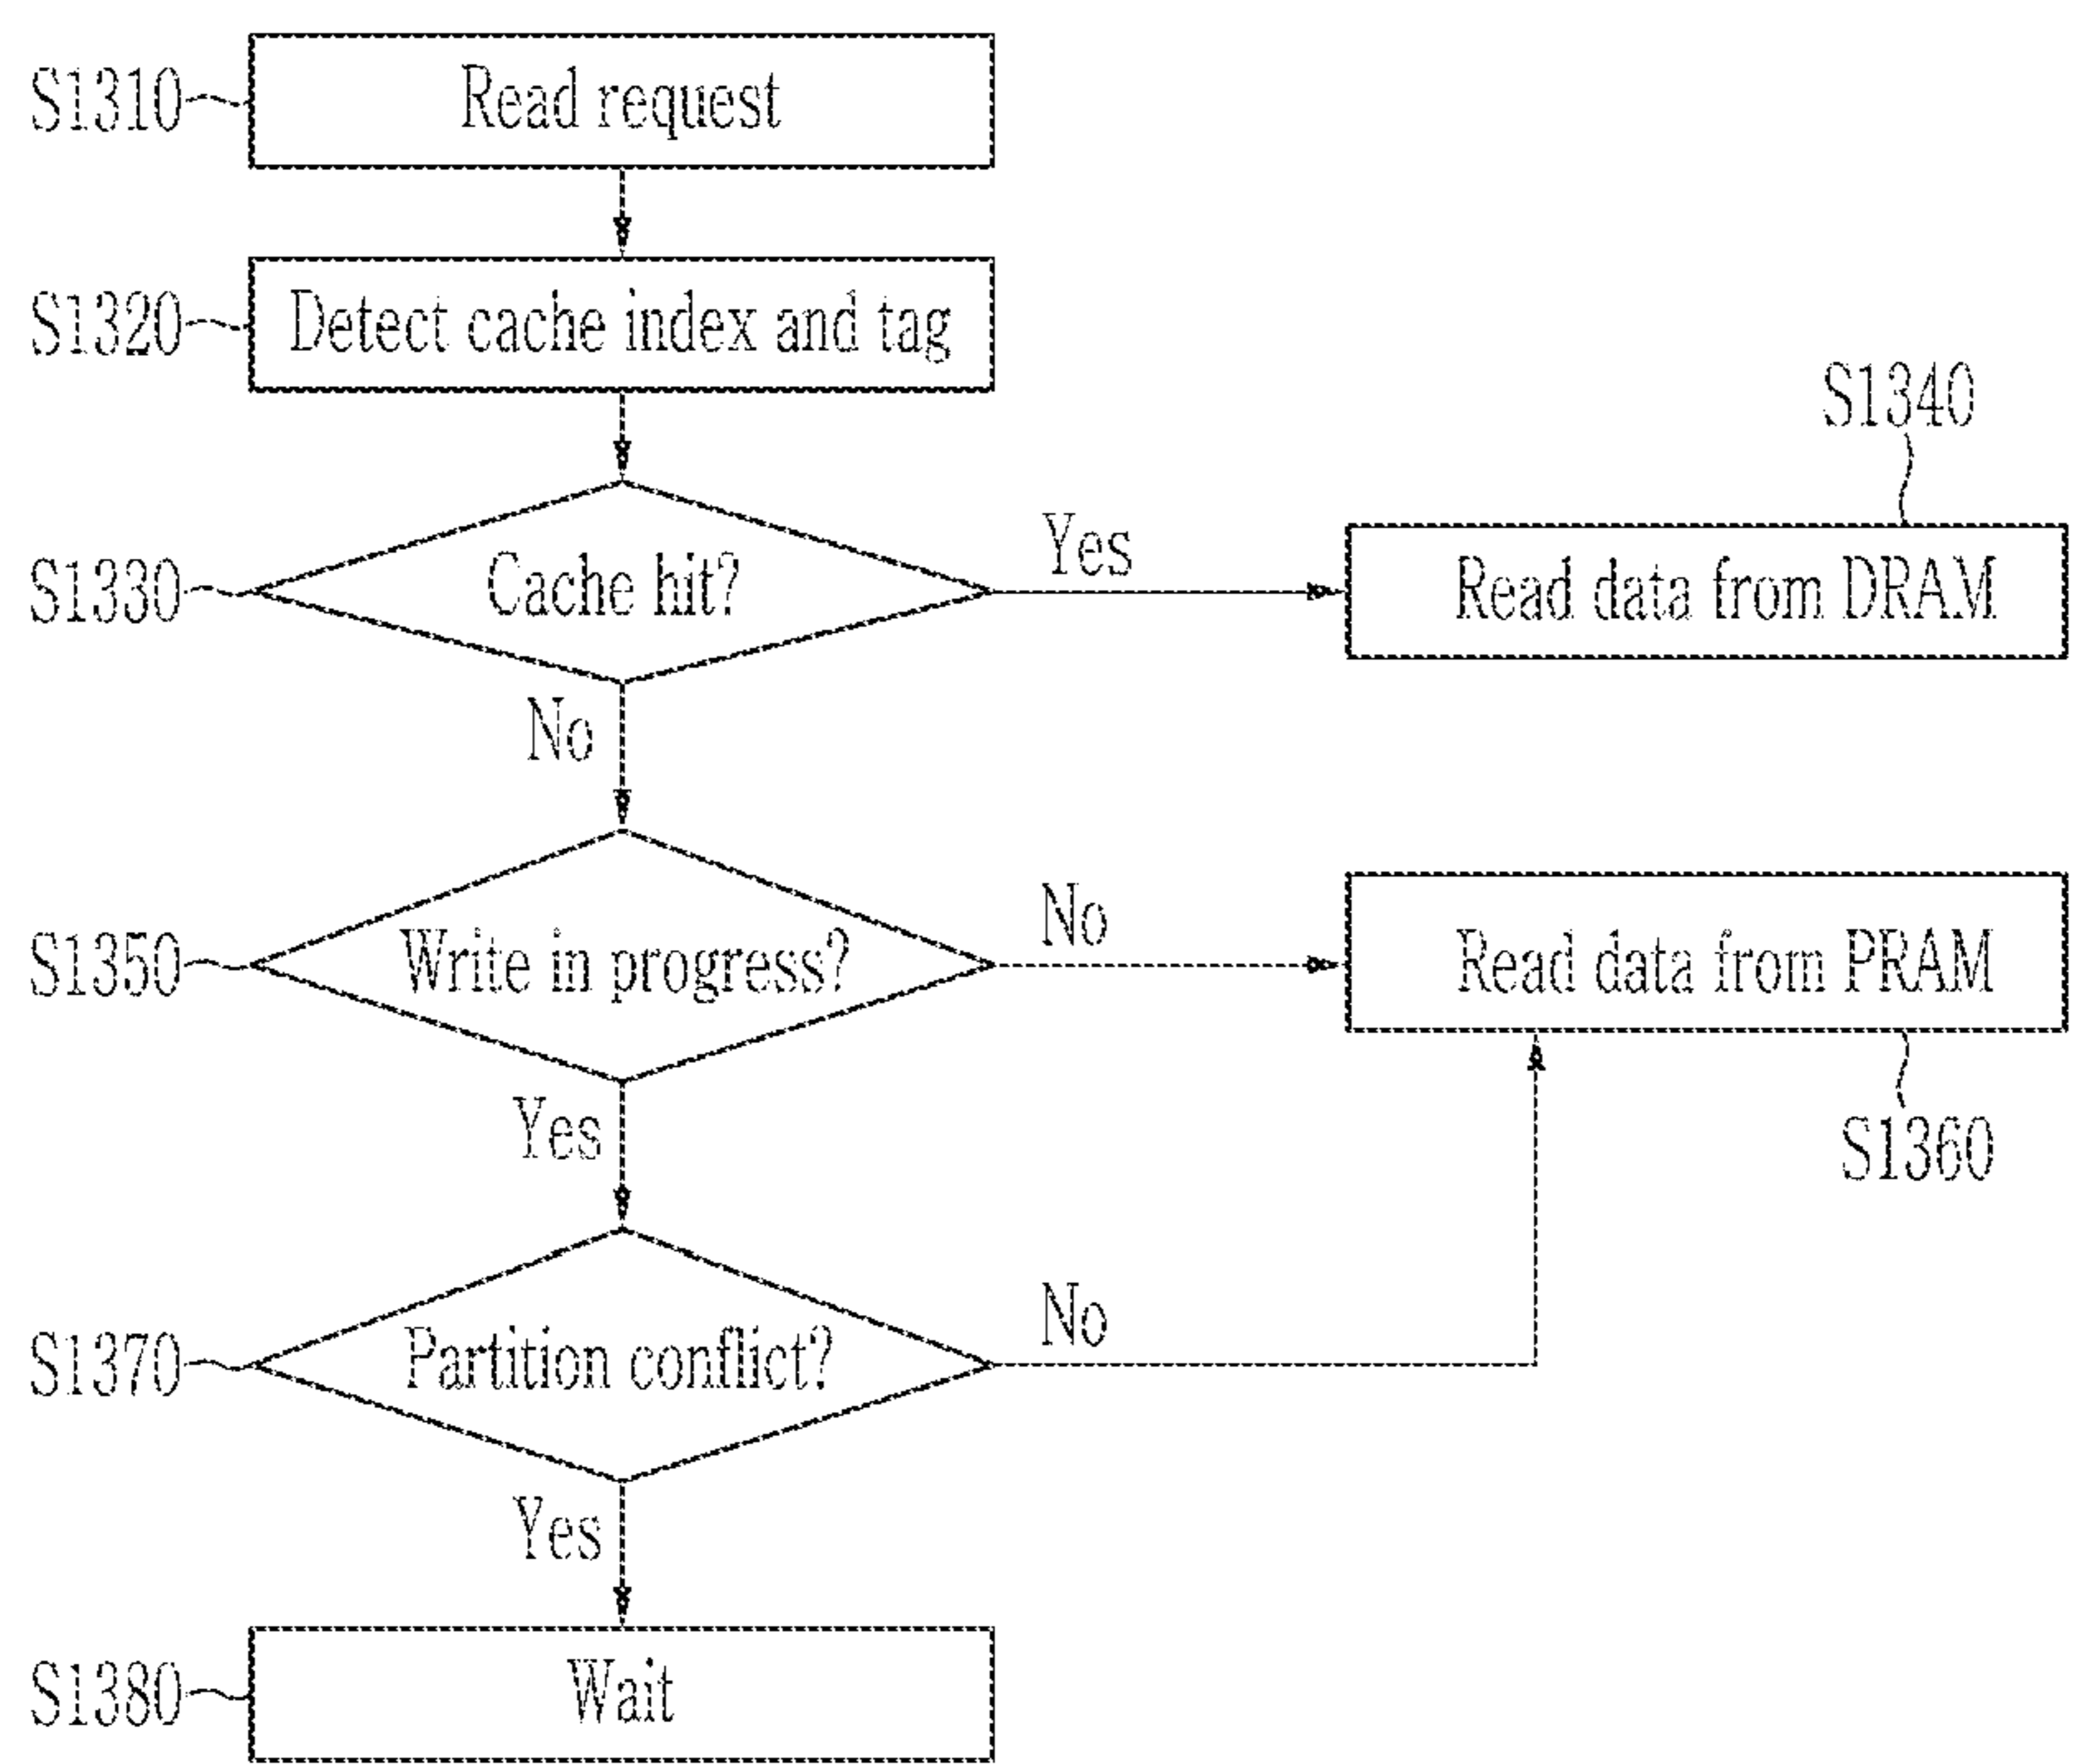 S1310
Read request
S1320
Detect cache index and tag
S1340
S1330
Cache hit?
Yes
Read data from DRAM
No
S1350
Write in progress?
No
Read data from PRAM
Yes
S1360
S1370
Partition conflict?
No
Yes
S1380
Wait